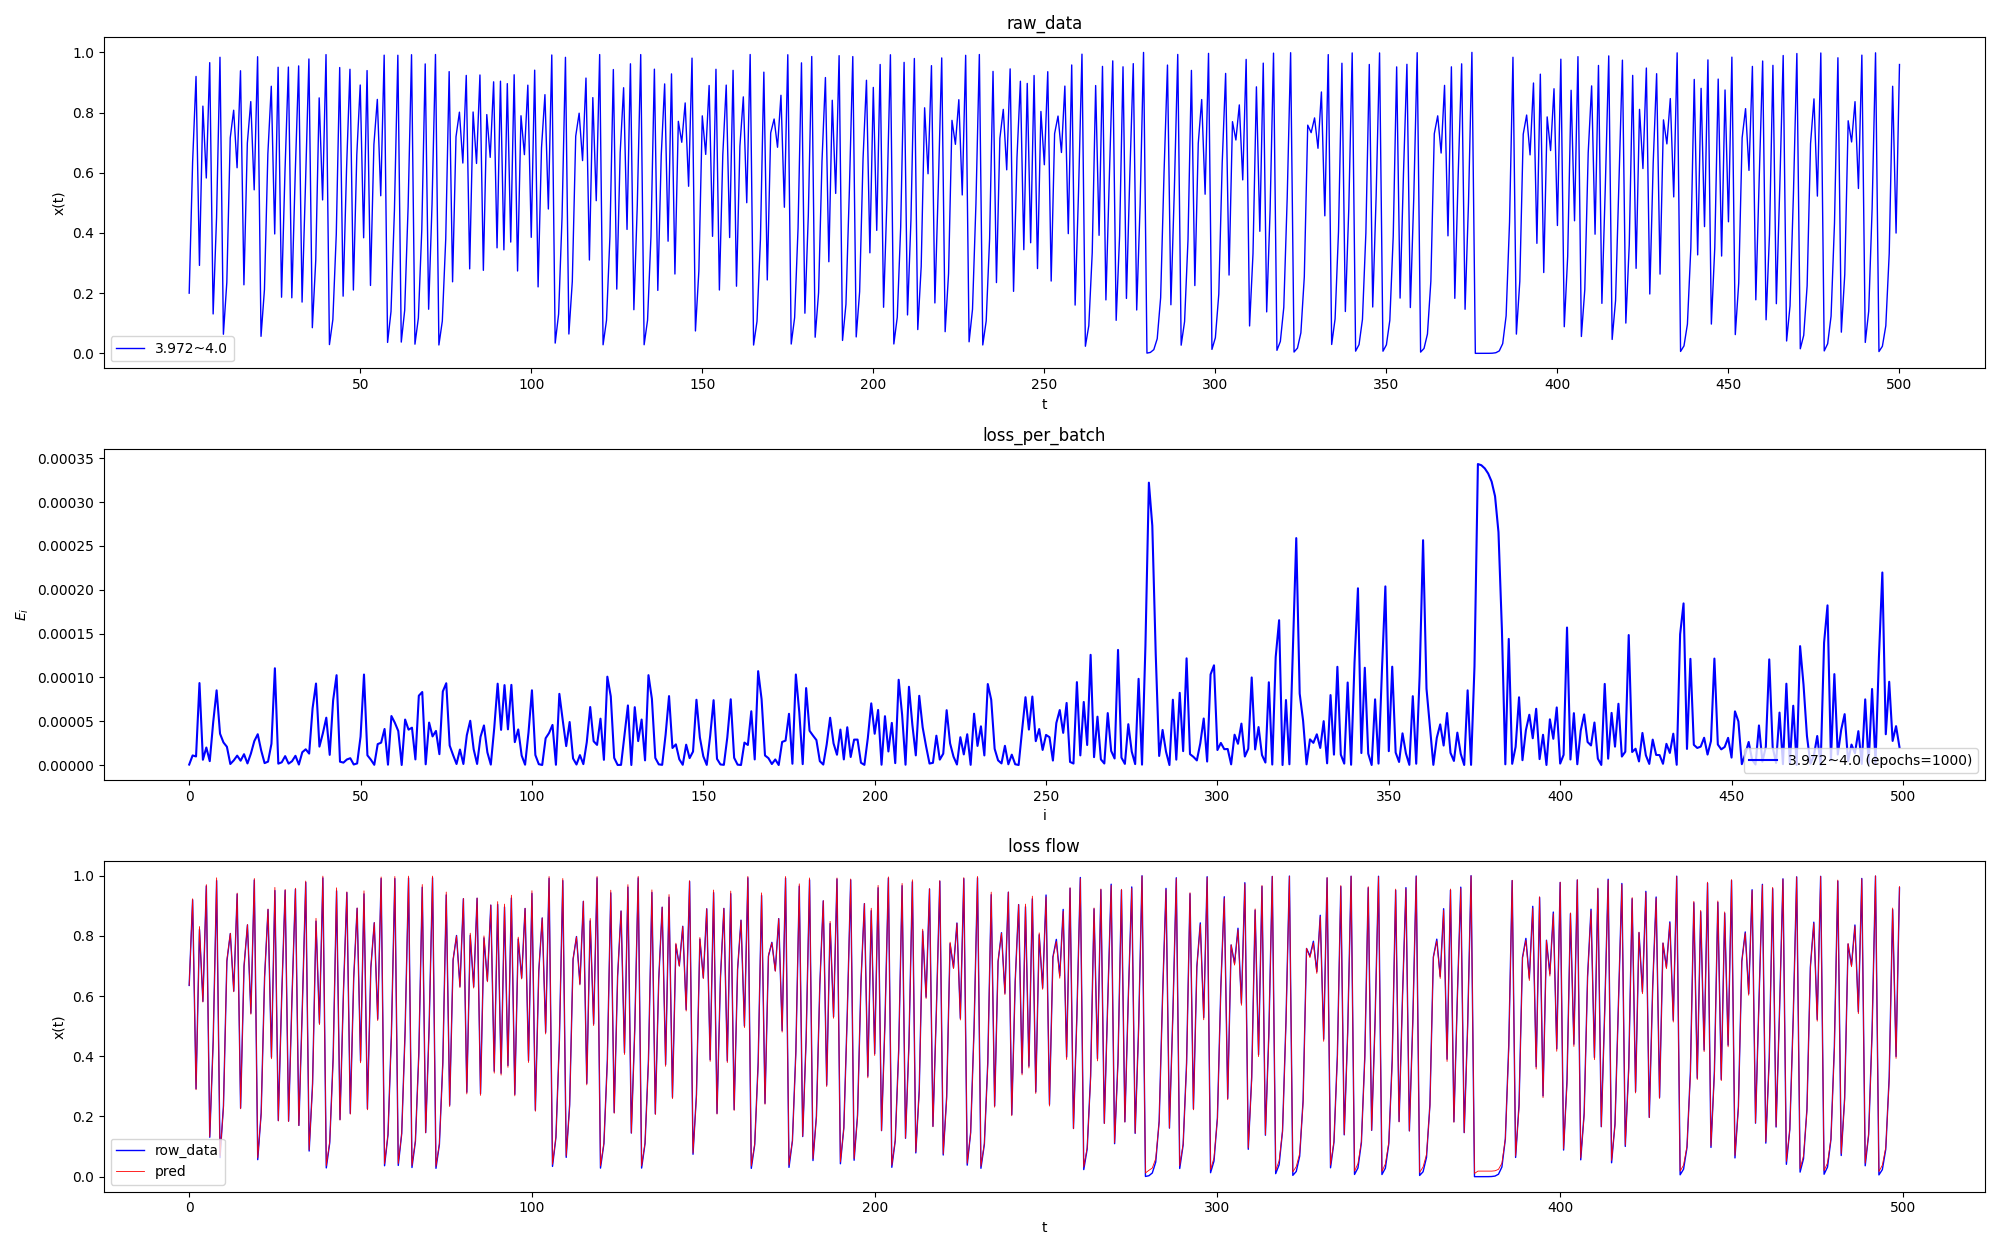 raw_data
x(t)
1.0
0.8
0.6
0.4
0.2
0.0
3.972~4.0
50 100 150 200 250 300 350 400 450 500
t
loss_per_batch
E_i
0.00035
0.00030
0.00025
0.00020
0.00015
0.00010
0.00005
0.00000
3.972~4.0 (epochs=1000)
0 50 100 150 200 250 300 350 400 450 500
i
loss flow
x(t)
1.0
0.8
0.6
0.4
0.2
0.0
row_data
pred
0 100 200 300 400 500
t